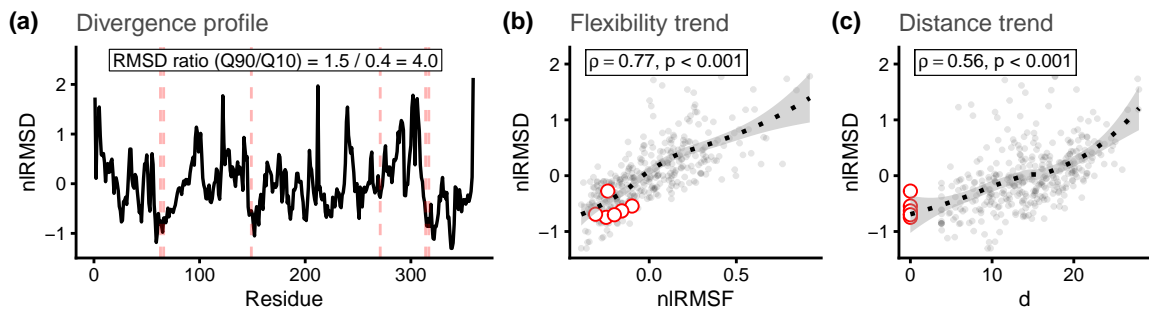 (a) Divergence profile
RMSD ratio (Q90/Q10) = 1.5 / 0.4 = 4.0
nlRMSD
2
1
0
−1
0 100 200 300
Residue
(b) Flexibility trend
ρ = 0.77, p < 0.001
nlRMSD
2
1
0
−1
0.0 0.5
nlRMSF
(c) Distance trend
ρ = 0.56, p < 0.001
nlRMSD
2
1
0
−1
0 10 20
d